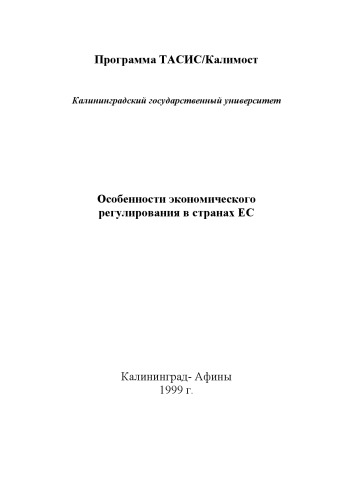 Программа ТАСИС/Калимост
Калининградский государственный университет
Особенности экономического
регулирования в странах ЕС
Калининград- Афины
1999 г.